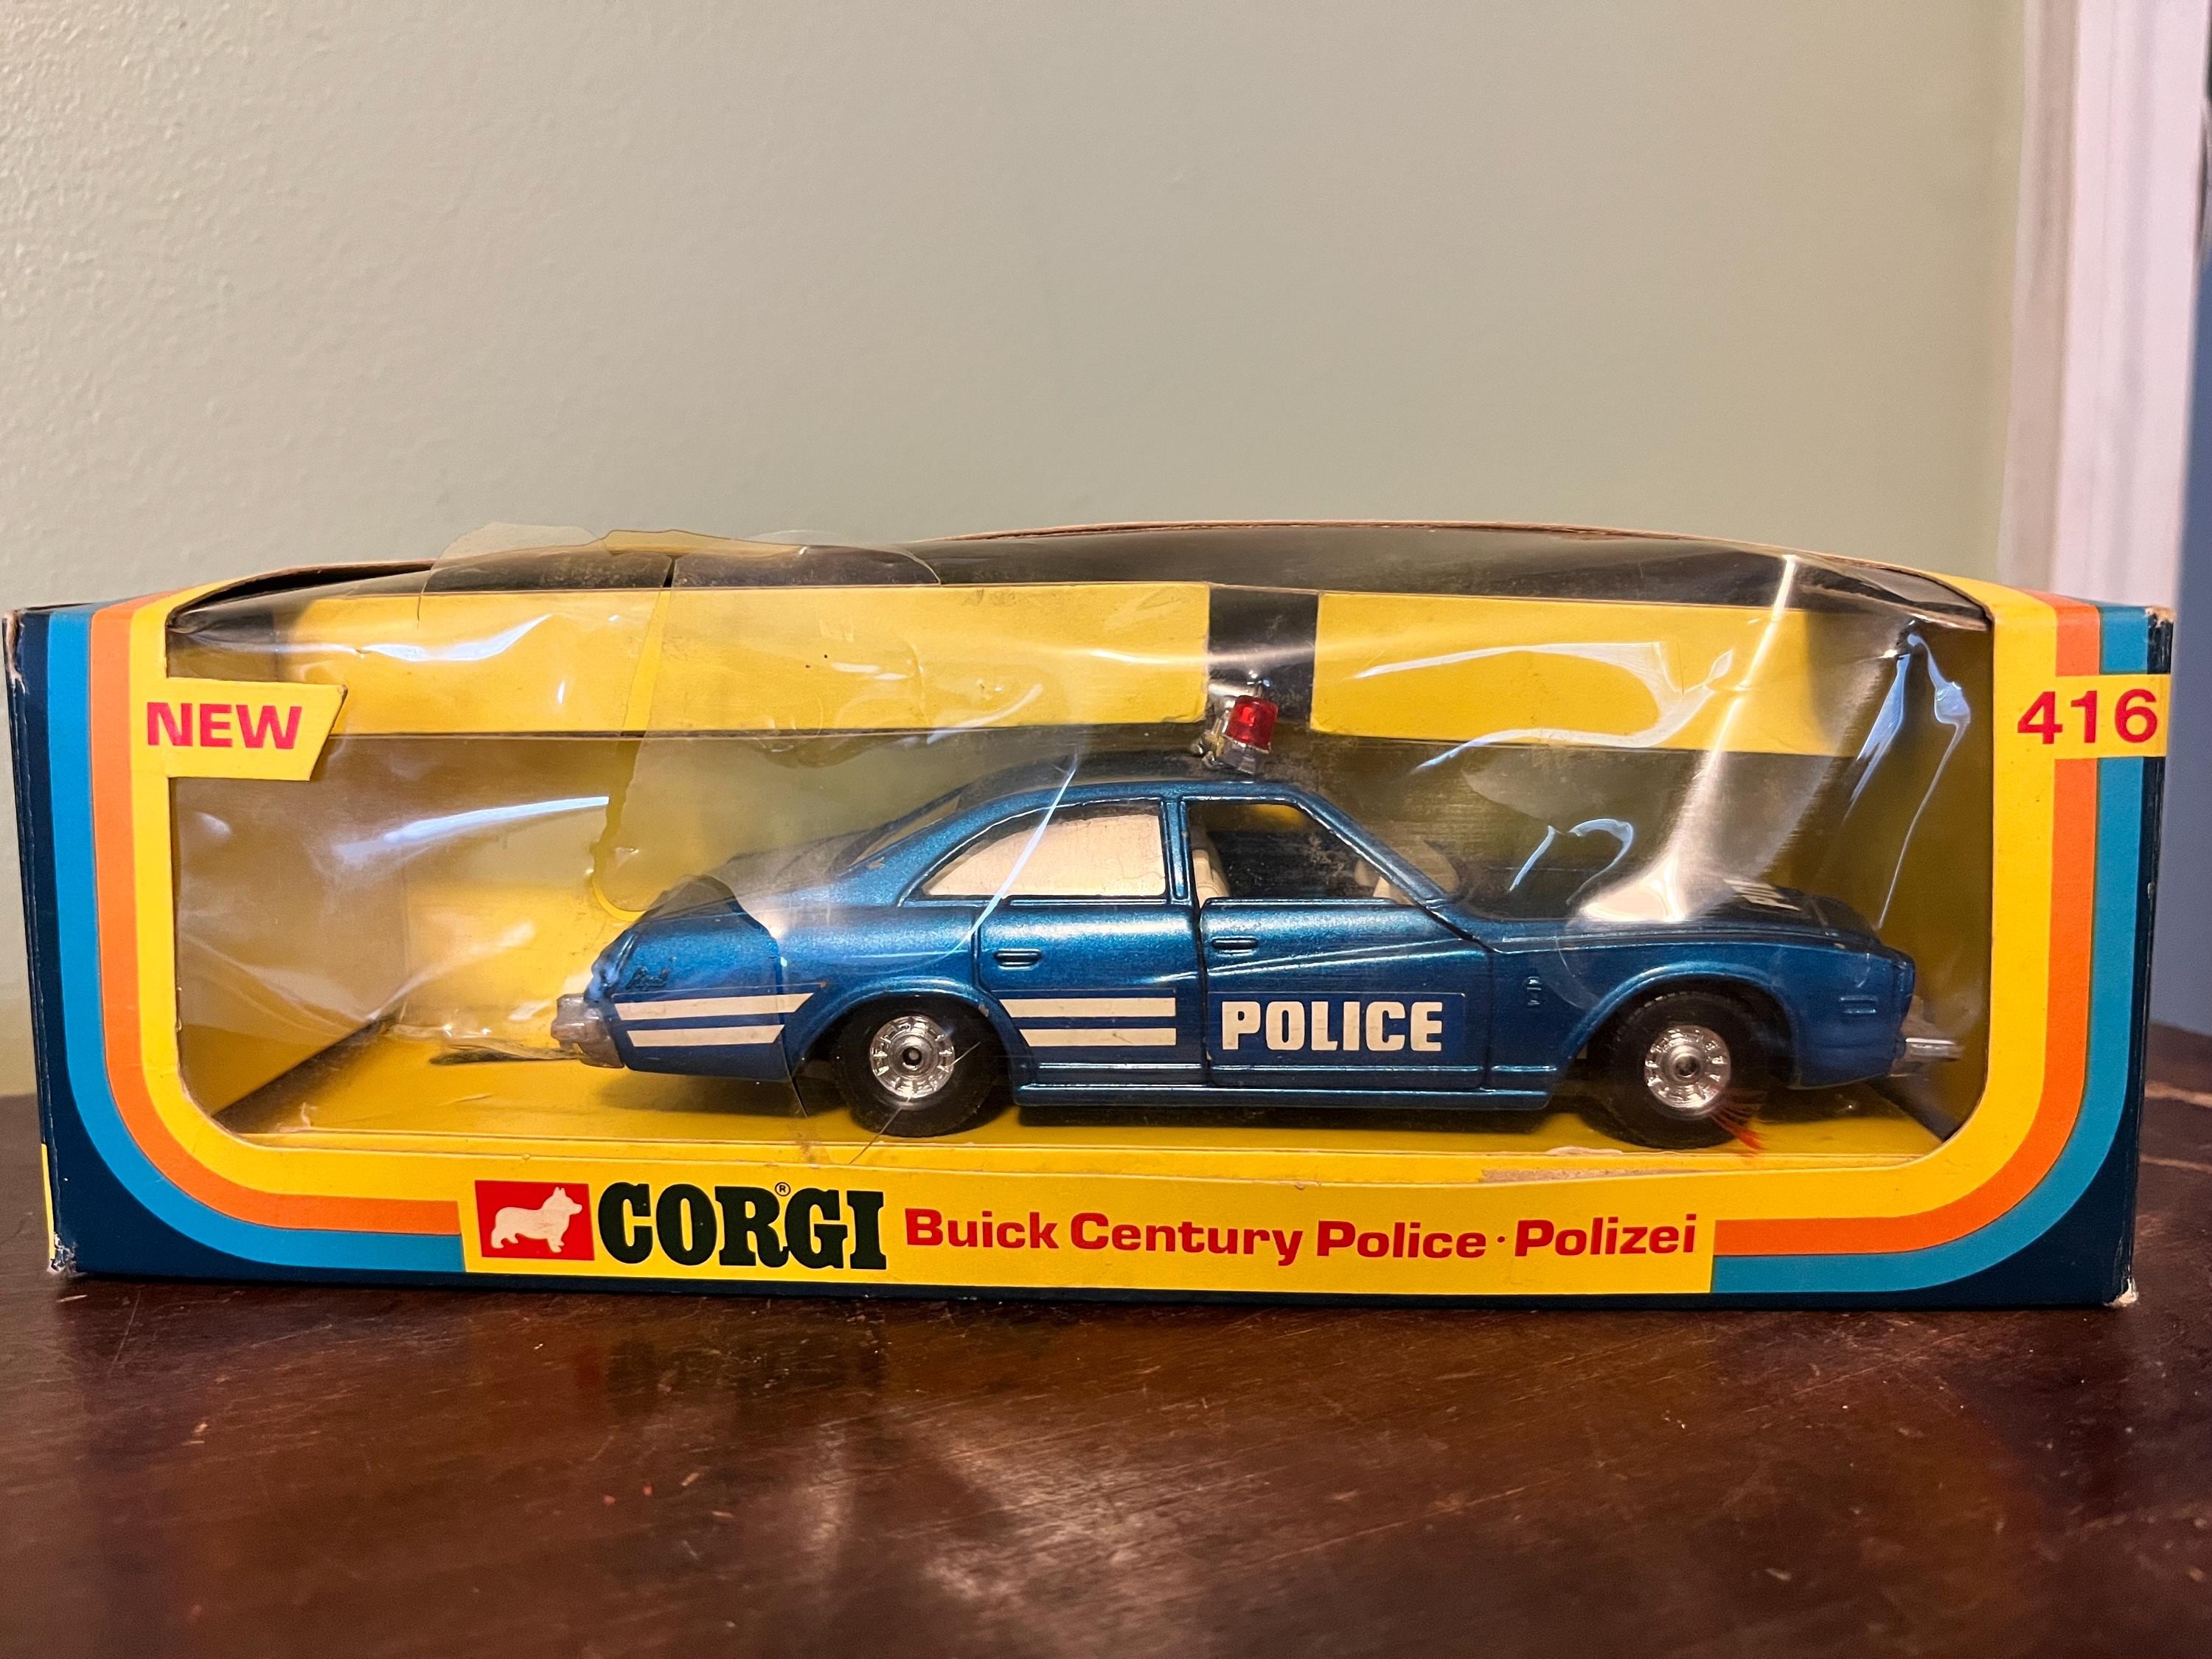 NEW
416
POLICE
CORGI® Buick Century Police · Polizei